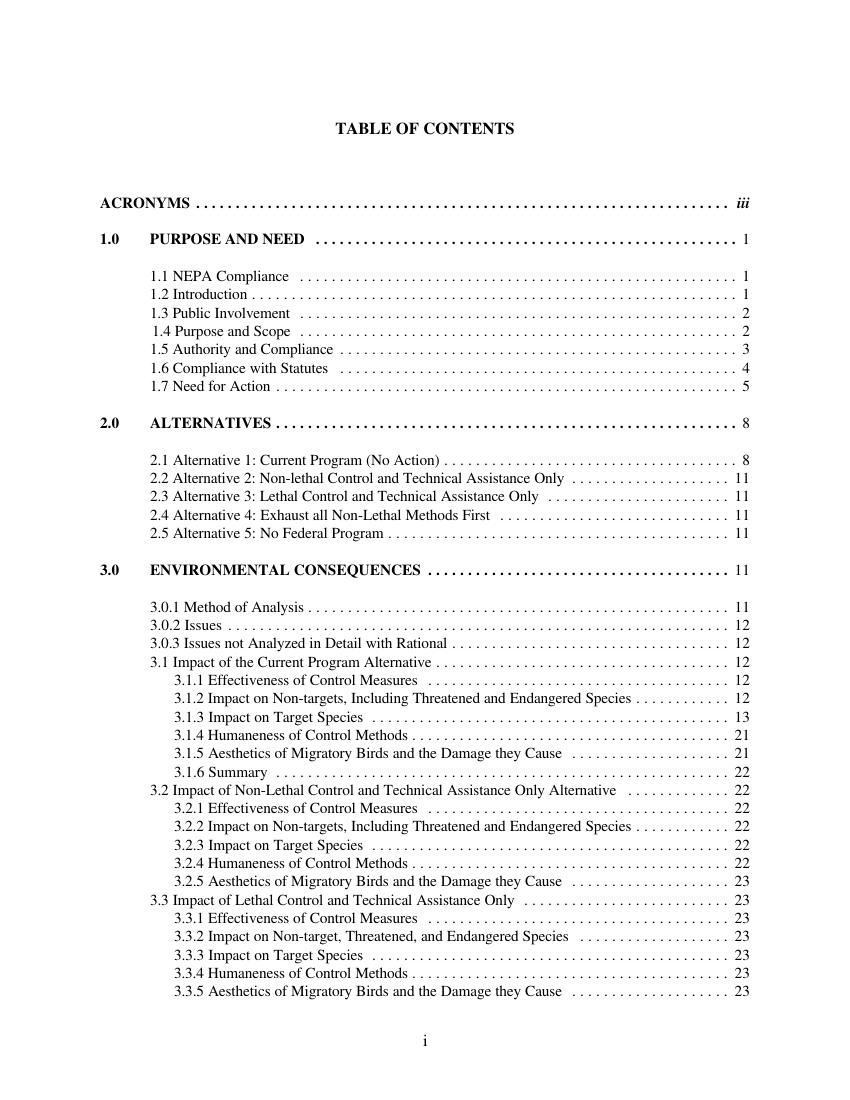 TABLE OF CONTENTS
ACRONYMS . . . . . . . . . . . . . . . . . . . . . . . . . . . . . . . . . . . . . . . . . . . . . . . . . . . . . . . . . . . . . . . . . . . iii
1.0 PURPOSE AND NEED . . . . . . . . . . . . . . . . . . . . . . . . . . . . . . . . . . . . . . . . . . . . . . . . . . . . . 1
1.1 NEPA Compliance . . . . . . . . . . . . . . . . . . . . . . . . . . . . . . . . . . . . . . . . . . . . . . . 1
1.2 Introduction . . . . . . . . . . . . . . . . . . . . . . . . . . . . . . . . . . . . . . . . . . . . . . . . . . . . 1
1.3 Public Involvement . . . . . . . . . . . . . . . . . . . . . . . . . . . . . . . . . . . . . . . . . . . . . . . 2
1.4 Purpose and Scope . . . . . . . . . . . . . . . . . . . . . . . . . . . . . . . . . . . . . . . . . . . . . . . 2
1.5 Authority and Compliance . . . . . . . . . . . . . . . . . . . . . . . . . . . . . . . . . . . . . . . . . . 3
1.6 Compliance with Statutes . . . . . . . . . . . . . . . . . . . . . . . . . . . . . . . . . . . . . . . . . . 4
1.7 Need for Action . . . . . . . . . . . . . . . . . . . . . . . . . . . . . . . . . . . . . . . . . . . . . . . . . 5
2.0 ALTERNATIVES . . . . . . . . . . . . . . . . . . . . . . . . . . . . . . . . . . . . . . . . . . . . . . . . . . . . . . . . . . 8
2.1 Alternative 1: Current Program (No Action) . . . . . . . . . . . . . . . . . . . . . . . . . . . . . 8
2.2 Alternative 2: Non-lethal Control and Technical Assistance Only . . . . . . . . . . . . . . . . . 11
2.3 Alternative 3: Lethal Control and Technical Assistance Only . . . . . . . . . . . . . . . . . . . . 11
2.4 Alternative 4: Exhaust all Non-Lethal Methods First . . . . . . . . . . . . . . . . . . . . . . . . . 11
2.5 Alternative 5: No Federal Program . . . . . . . . . . . . . . . . . . . . . . . . . . . . . . . . . . . . . 11
3.0 ENVIRONMENTAL CONSEQUENCES . . . . . . . . . . . . . . . . . . . . . . . . . . . . . . . . . . . . . . 11
3.0.1 Method of Analysis . . . . . . . . . . . . . . . . . . . . . . . . . . . . . . . . . . . . . . . . . . . . . 11
3.0.2 Issues . . . . . . . . . . . . . . . . . . . . . . . . . . . . . . . . . . . . . . . . . . . . . . . . . . . . . . 12
3.0.3 Issues not Analyzed in Detail with Rational . . . . . . . . . . . . . . . . . . . . . . . . . . . . . 12
3.1 Impact of the Current Program Alternative . . . . . . . . . . . . . . . . . . . . . . . . . . . . . . . 12
3.1.1 Effectiveness of Control Measures . . . . . . . . . . . . . . . . . . . . . . . . . . . . . . . . 12
3.1.2 Impact on Non-targets, Including Threatened and Endangered Species . . . . . . . . . . . . 12
3.1.3 Impact on Target Species . . . . . . . . . . . . . . . . . . . . . . . . . . . . . . . . . . . . . . . 13
3.1.4 Humaneness of Control Methods . . . . . . . . . . . . . . . . . . . . . . . . . . . . . . . . . . 21
3.1.5 Aesthetics of Migratory Birds and the Damage they Cause . . . . . . . . . . . . . . . . . . . . 21
3.1.6 Summary . . . . . . . . . . . . . . . . . . . . . . . . . . . . . . . . . . . . . . . . . . . . . . . . . 22
3.2 Impact of Non-Lethal Control and Technical Assistance Only Alternative . . . . . . . . . . . . . 22
3.2.1 Effectiveness of Control Measures . . . . . . . . . . . . . . . . . . . . . . . . . . . . . . . . 22
3.2.2 Impact on Non-targets, Including Threatened and Endangered Species . . . . . . . . . . . . 22
3.2.3 Impact on Target Species . . . . . . . . . . . . . . . . . . . . . . . . . . . . . . . . . . . . . . . 22
3.2.4 Humaneness of Control Methods . . . . . . . . . . . . . . . . . . . . . . . . . . . . . . . . . . 22
3.2.5 Aesthetics of Migratory Birds and the Damage they Cause . . . . . . . . . . . . . . . . . . . . 23
3.3 Impact of Lethal Control and Technical Assistance Only . . . . . . . . . . . . . . . . . . . . . . . 23
3.3.1 Effectiveness of Control Measures . . . . . . . . . . . . . . . . . . . . . . . . . . . . . . . . 23
3.3.2 Impact on Non-target, Threatened, and Endangered Species . . . . . . . . . . . . . . . . . . . 23
3.3.3 Impact on Target Species . . . . . . . . . . . . . . . . . . . . . . . . . . . . . . . . . . . . . . . 23
3.3.4 Humaneness of Control Methods . . . . . . . . . . . . . . . . . . . . . . . . . . . . . . . . . . 23
3.3.5 Aesthetics of Migratory Birds and the Damage they Cause . . . . . . . . . . . . . . . . . . . . 23
i